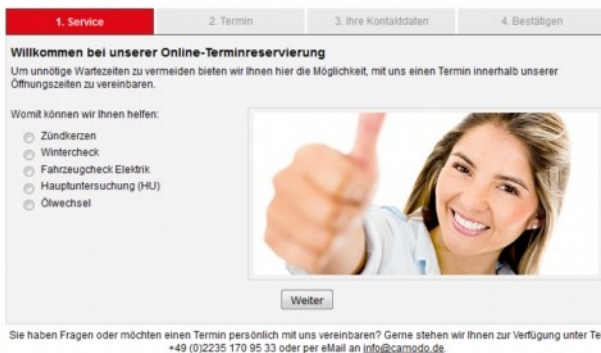 1. Service 2. Termin 3. Ihre Kontaktdaten 4. Bestätigen
Willkommen bei unserer Online-Terminreservierung
Um unnötige Wartezeiten zu vermeiden bieten wir Ihnen hier die Möglichkeit, mit uns einen Termin innerhalb unserer
Öffnungszeiten zu vereinbaren.
Womit können wir Ihnen helfen:
Zündkerzen
Wintercheck
Fahrzeugcheck Elektrik
Hauptuntersuchung (HU)
Ölwechsel
Weiter
Sie haben Fragen oder möchten einen Termin persönlich mit uns vereinbaren? Gerne stehen wir Ihnen zur Verfügung unter Te
+49 (0)2235 170 95 33 oder per eMail an info@camodo.de.